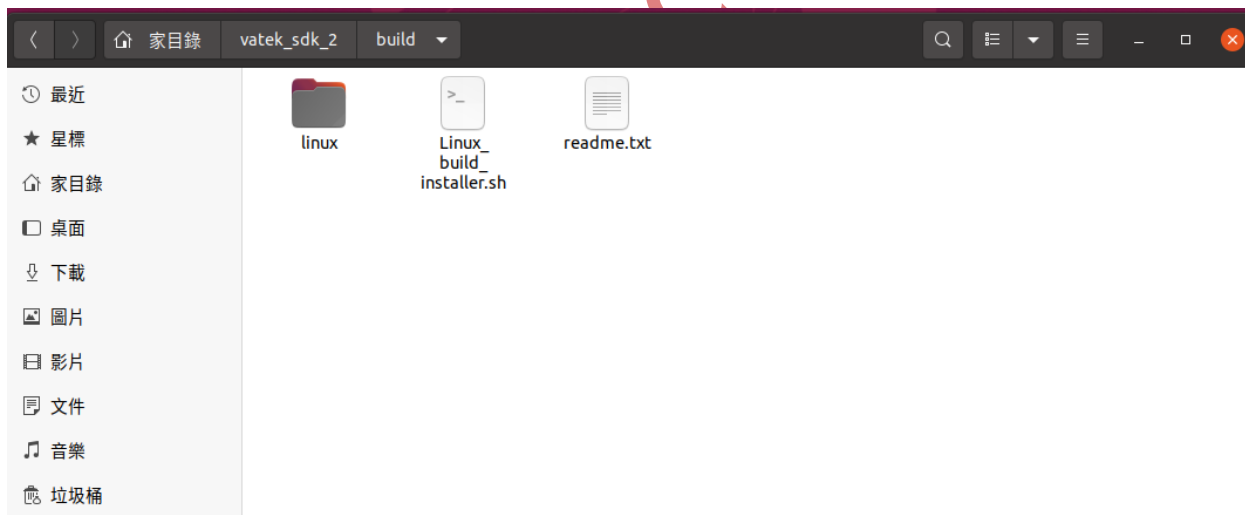 家目錄 vatek_sdk_2 build
最近
星標
家目錄
桌面
下載
圖片
影片
文件
音樂
垃圾桶
linux
Linux_
build_
installer.sh
readme.txt